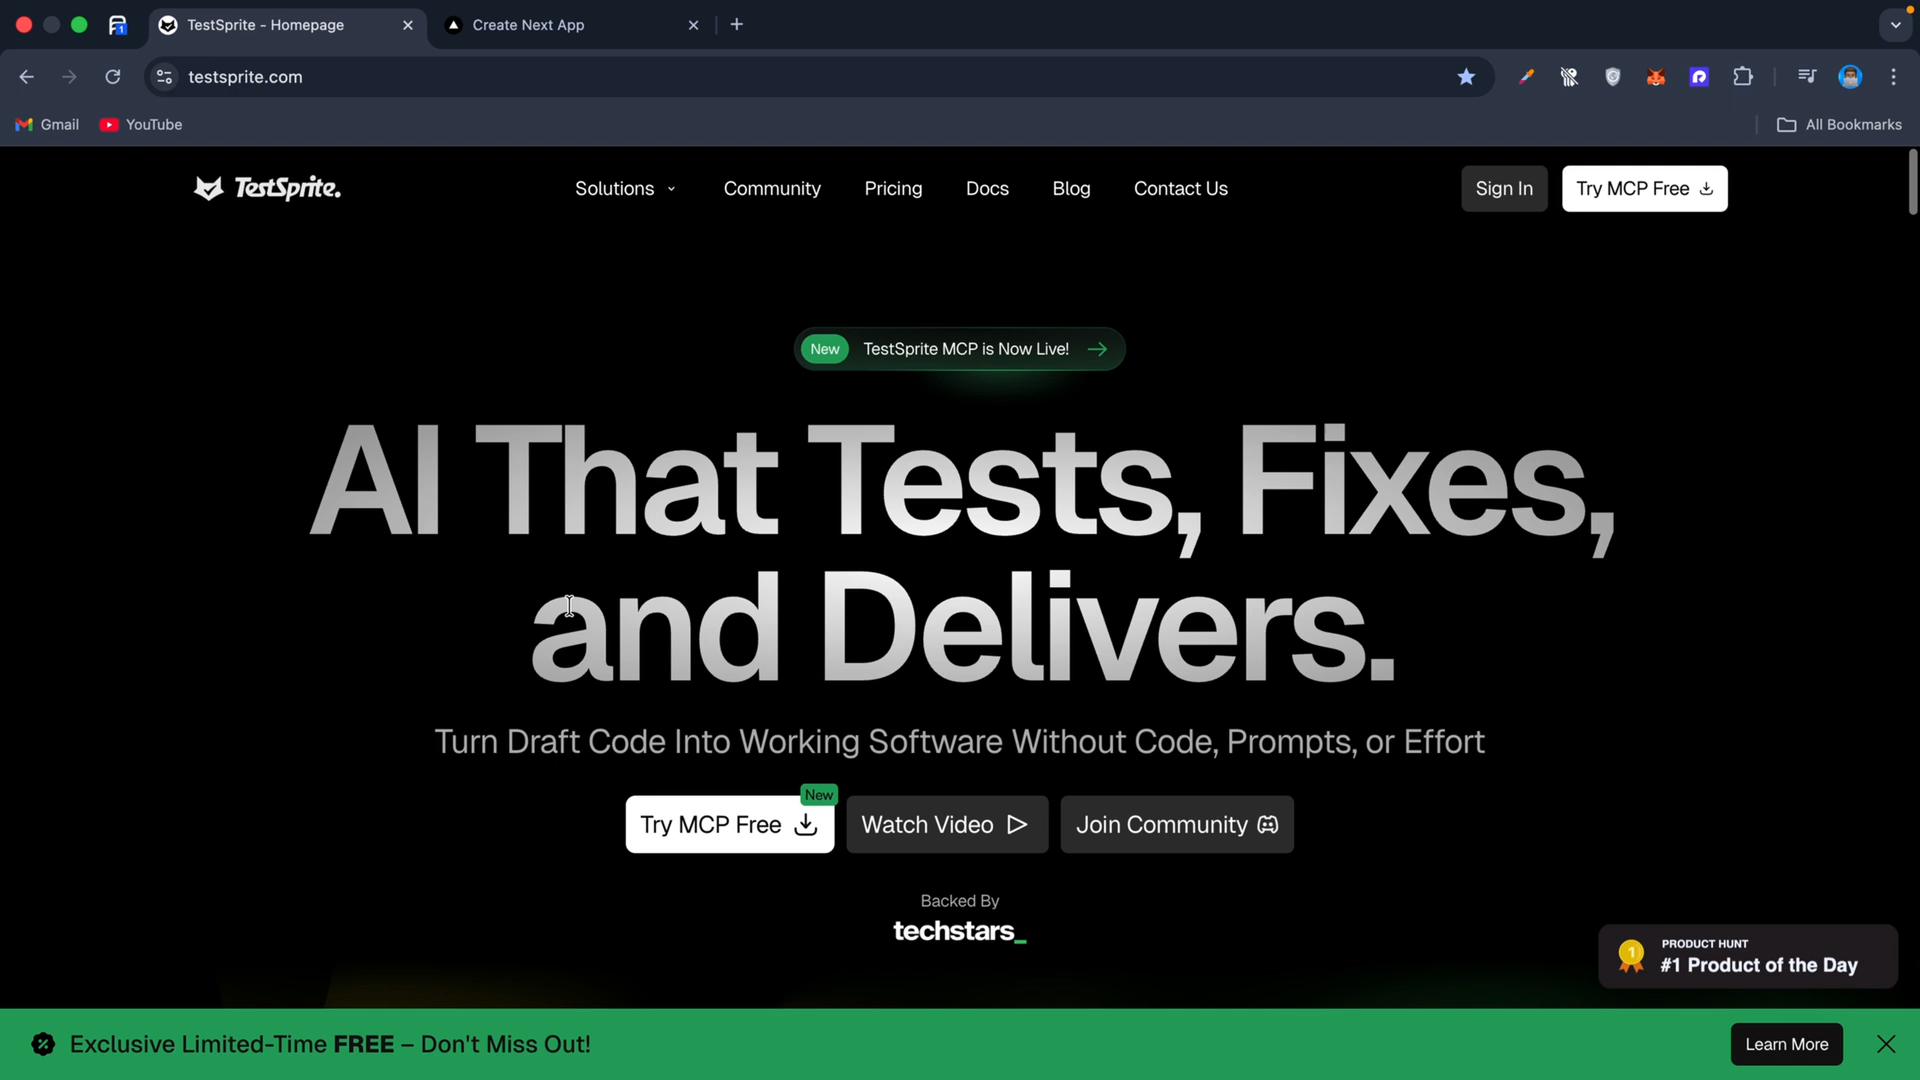 TestSprite - Homepage
Create Next App
testsprite.com
Gmail
YouTube
All Bookmarks
TestSprite.
Solutions
Community
Pricing
Docs
Blog
Contact Us
Sign In
Try MCP Free
New
TestSprite MCP is Now Live!
AI That Tests, Fixes,
and Delivers.
Turn Draft Code Into Working Software Without Code, Prompts, or Effort
New
Try MCP Free
Watch Video
Join Community
Backed By
techstars_
1
PRODUCT HUNT
#1 Product of the Day
Exclusive Limited-Time FREE – Don't Miss Out!
Learn More